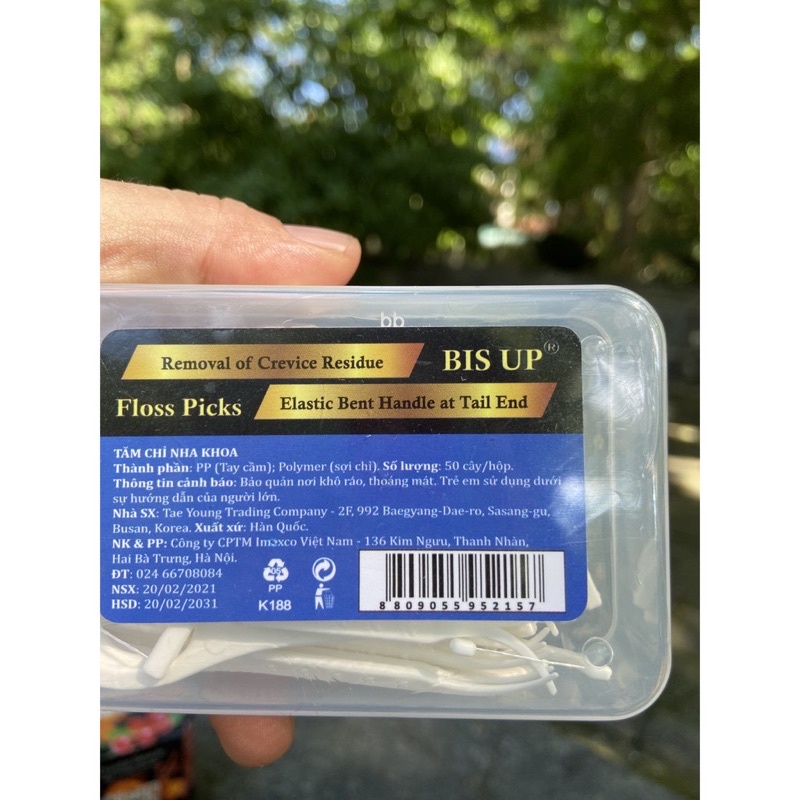 bb
Removal of Crevice Residue
BIS UP®
Floss Picks
Elastic Bent Handle at Tail End
TĂM CHỈ NHA KHOA
Thành phần: PP (Tay cầm); Polymer (sợi chỉ). Số lượng: 50 cây/hộp.
Thông tin cảnh báo: Bảo quản nơi khô ráo, thoáng mát. Trẻ em sử dụng dưới
sự hướng dẫn của người lớn.
Nhà SX: Tae Young Trading Company - 2F, 992 Baegyang-Dae-ro, Sasang-gu,
Busan, Korea. Xuất xứ: Hàn Quốc.
NK & PP: Công ty CPTM Imexco Việt Nam - 136 Kim Ngưu, Thanh Nhàn,
Hai Bà Trưng, Hà Nội.
ĐT: 024 66708084
NSX: 20/02/2021
HSD: 20/02/2031
05
PP
K188
8809055952157